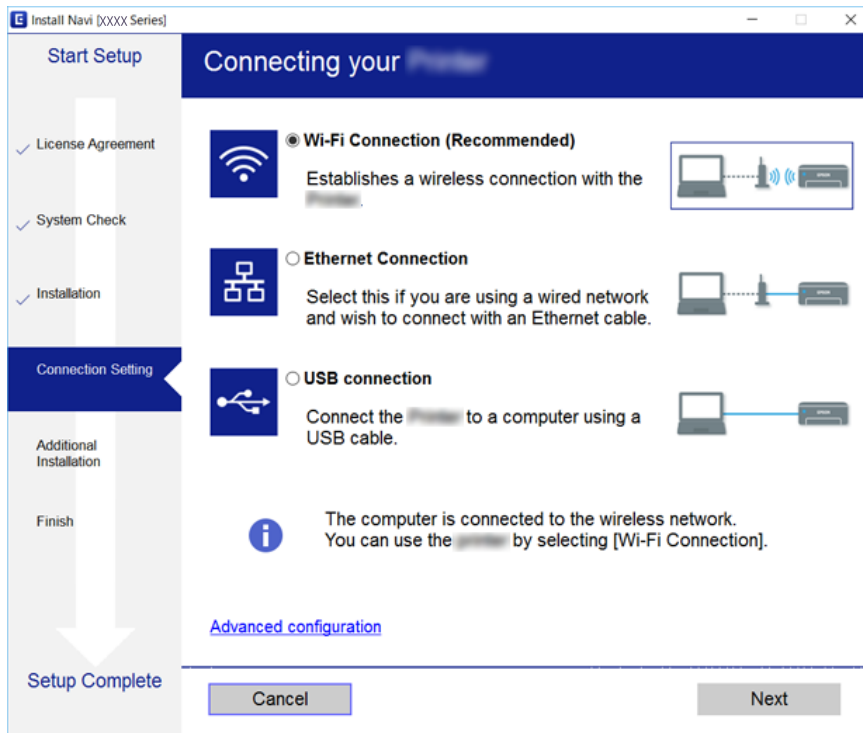 Install Navi [XXXX Series]
Start Setup
License Agreement
System Check
Installation
Connection Setting
Additional
Installation
Finish
Setup Complete
Connecting your
Wi-Fi Connection (Recommended)
Establishes a wireless connection with the
.
Ethernet Connection
Select this if you are using a wired network
and wish to connect with an Ethernet cable.
USB connection
Connect the to a computer using a
USB cable.
The computer is connected to the wireless network.
You can use the by selecting [Wi-Fi Connection].
Advanced configuration
Cancel
Next